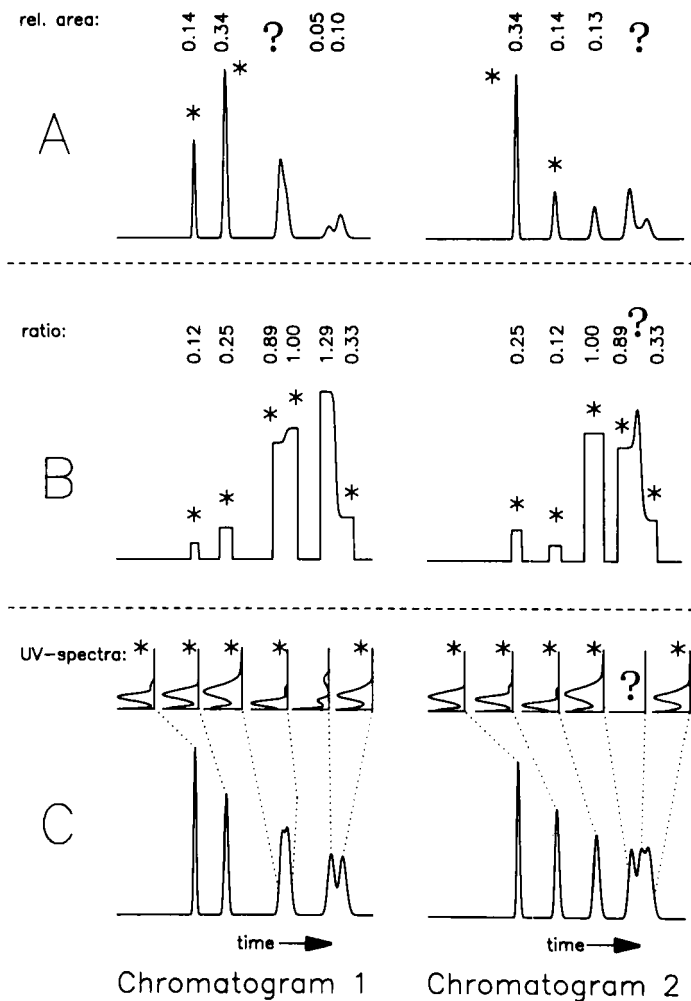 rel. area: 0.14 0.34 ? 0.05 0.10 0.34 0.14 0.13 ?
* * * *
A
ratio: 0.12 0.25 0.89 1.00 1.29 0.33 0.25 0.12 1.00 0.89 ? 0.33
* * * * * * * * * *
B
UV-spectra: * * * * * * * * * * ?
C
time time
Chromatogram 1 Chromatogram 2